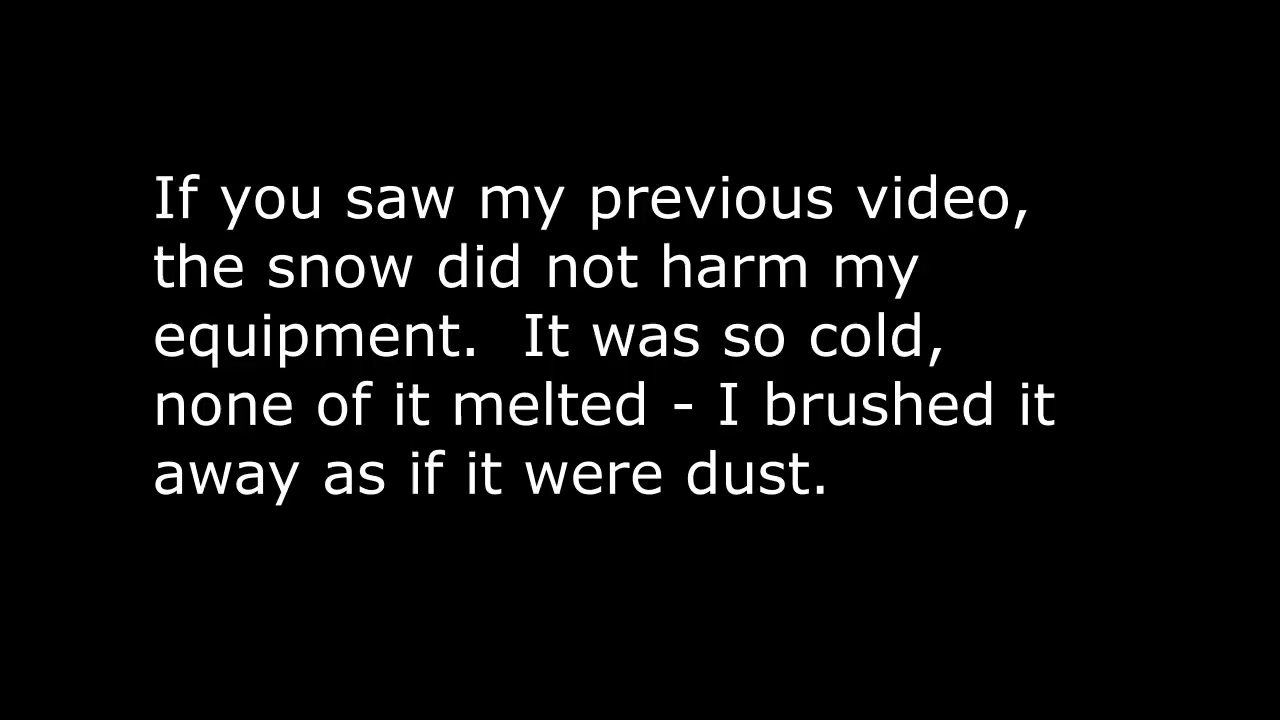 If you saw my previous video,
the snow did not harm my
equipment.  It was so cold,
none of it melted - I brushed it
away as if it were dust.